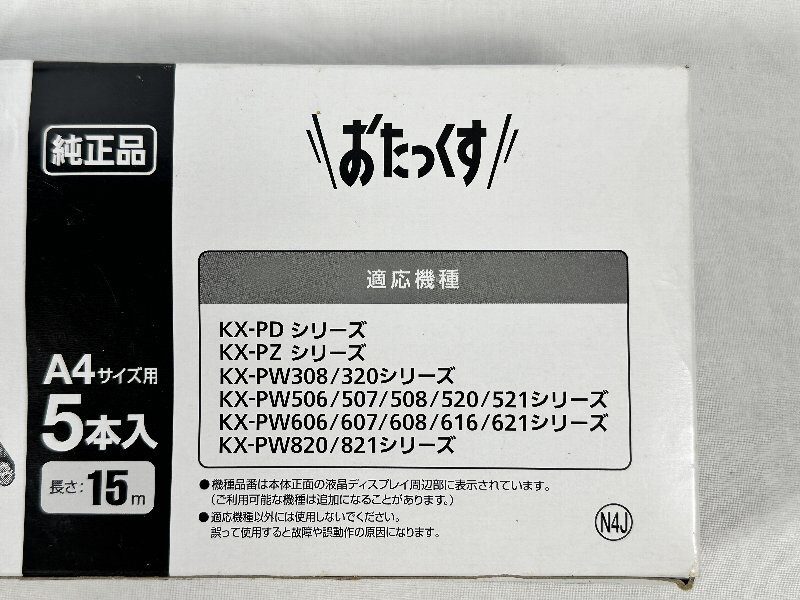 純正品
A4サイズ用
5本入
長さ:15m
おたっくす
適応機種
KX-PD シリーズ
KX-PZ シリーズ
KX-PW308/320シリーズ
KX-PW506/507/508/520/521シリーズ
KX-PW606/607/608/616/621シリーズ
KX-PW820/821シリーズ
●機種品番は本体正面の液晶ディスプレイ周辺部に表示されています。
(ご利用可能な機種は追加になることがあります。)
●適応機種以外には使用しないでください。
誤って使用すると故障や誤動作の原因になります。
N4J